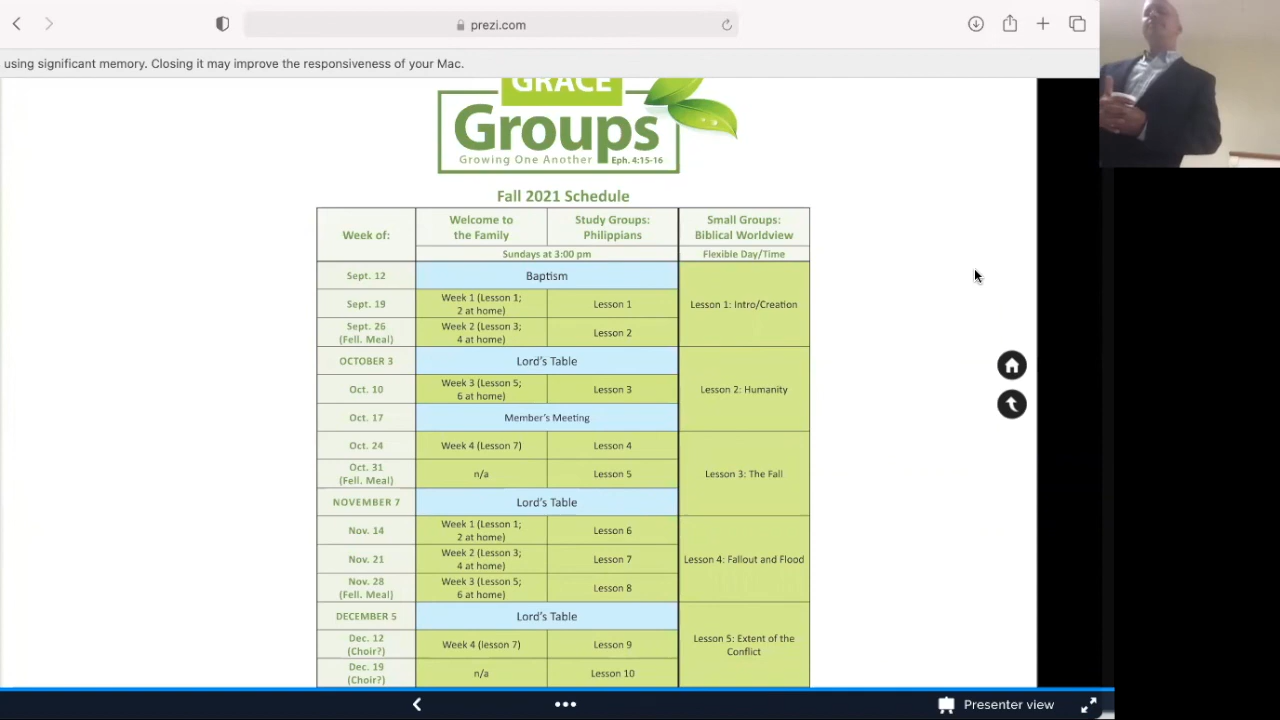 prezi.com
using significant memory. Closing it may improve the responsiveness of your Mac.
GRACE
Groups
Growing One Another Eph. 4:15-16
Fall 2021 Schedule
Week of:
Welcome to
the Family
Study Groups:
Philippians
Small Groups:
Biblical Worldview
Sundays at 3:00 pm
Flexible Day/Time
Sept. 12
Baptism
Lesson 1: Intro/Creation
Sept. 19
Week 1 (Lesson 1;
2 at home)
Lesson 1
Sept. 26
(Fell. Meal)
Week 2 (Lesson 3;
4 at home)
Lesson 2
OCTOBER 3
Lord's Table
Lesson 2: Humanity
Oct. 10
Week 3 (Lesson 5;
6 at home)
Lesson 3
Oct. 17
Member's Meeting
Oct. 24
Week 4 (Lesson 7)
Lesson 4
Lesson 3: The Fall
Oct. 31
(Fell. Meal)
n/a
Lesson 5
NOVEMBER 7
Lord's Table
Nov. 14
Week 1 (Lesson 1;
2 at home)
Lesson 6
Lesson 4: Fallout and Flood
Nov. 21
Week 2 (Lesson 3;
4 at home)
Lesson 7
Nov. 28
(Fell. Meal)
Week 3 (Lesson 5;
6 at home)
Lesson 8
DECEMBER 5
Lord's Table
Lesson 5: Extent of the
Conflict
Dec. 12
(Choir?)
Week 4 (lesson 7)
Lesson 9
Dec. 19
(Choir?)
n/a
Lesson 10
Presenter view